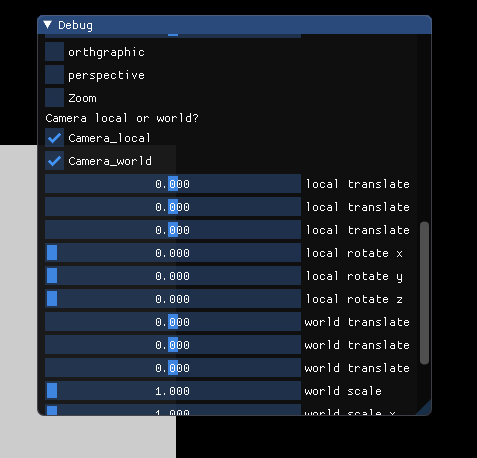 Debug
orthgraphic
perspective
Zoom
Camera local or world?
Camera_local
Camera_world
0.000 local translate
0.000 local translate
0.000 local translate
0.000 local rotate x
0.000 local rotate y
0.000 local rotate z
0.000 world translate
0.000 world translate
0.000 world translate
1.000 world scale
1.000 world scale x